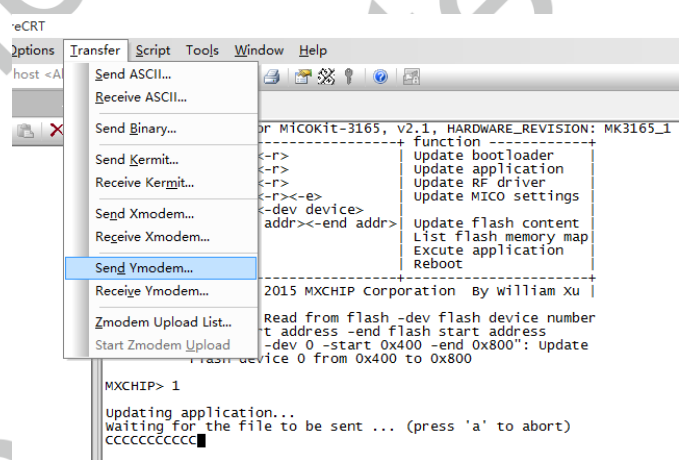 reCRT
Options Transfer Script Tools Window Help
host <Al
Send ASCII...
Receive ASCII...
Send Binary...
Send Kermit...
Receive Kermit...
Send Xmodem...
Receive Xmodem...
Send Ymodem...
Receive Ymodem...
Zmodem Upload List...
Start Zmodem Upload
or MiCOKit-3165, v2.1, HARDWARE_REVISION: MK3165_1
+ function ------------+
<-r> | Update bootloader |
<-r> | Update application |
<-r> | Update RF driver |
<-r><-e> | Update MICO settings |
<-dev device>
addr><-end addr>| Update flash content |
| List flash memory map|
| Excute application |
| Reboot |
2015 MXCHIP Corporation By William Xu |
Read from flash -dev flash device number
rt address -end flash start address
-dev 0 -start 0x400 -end 0x800": Update
flash device 0 from 0x400 to 0x800
MXCHIP> 1
Updating application...
Waiting for the file to be sent ... (press 'a' to abort)
CCCCCCCCCCC